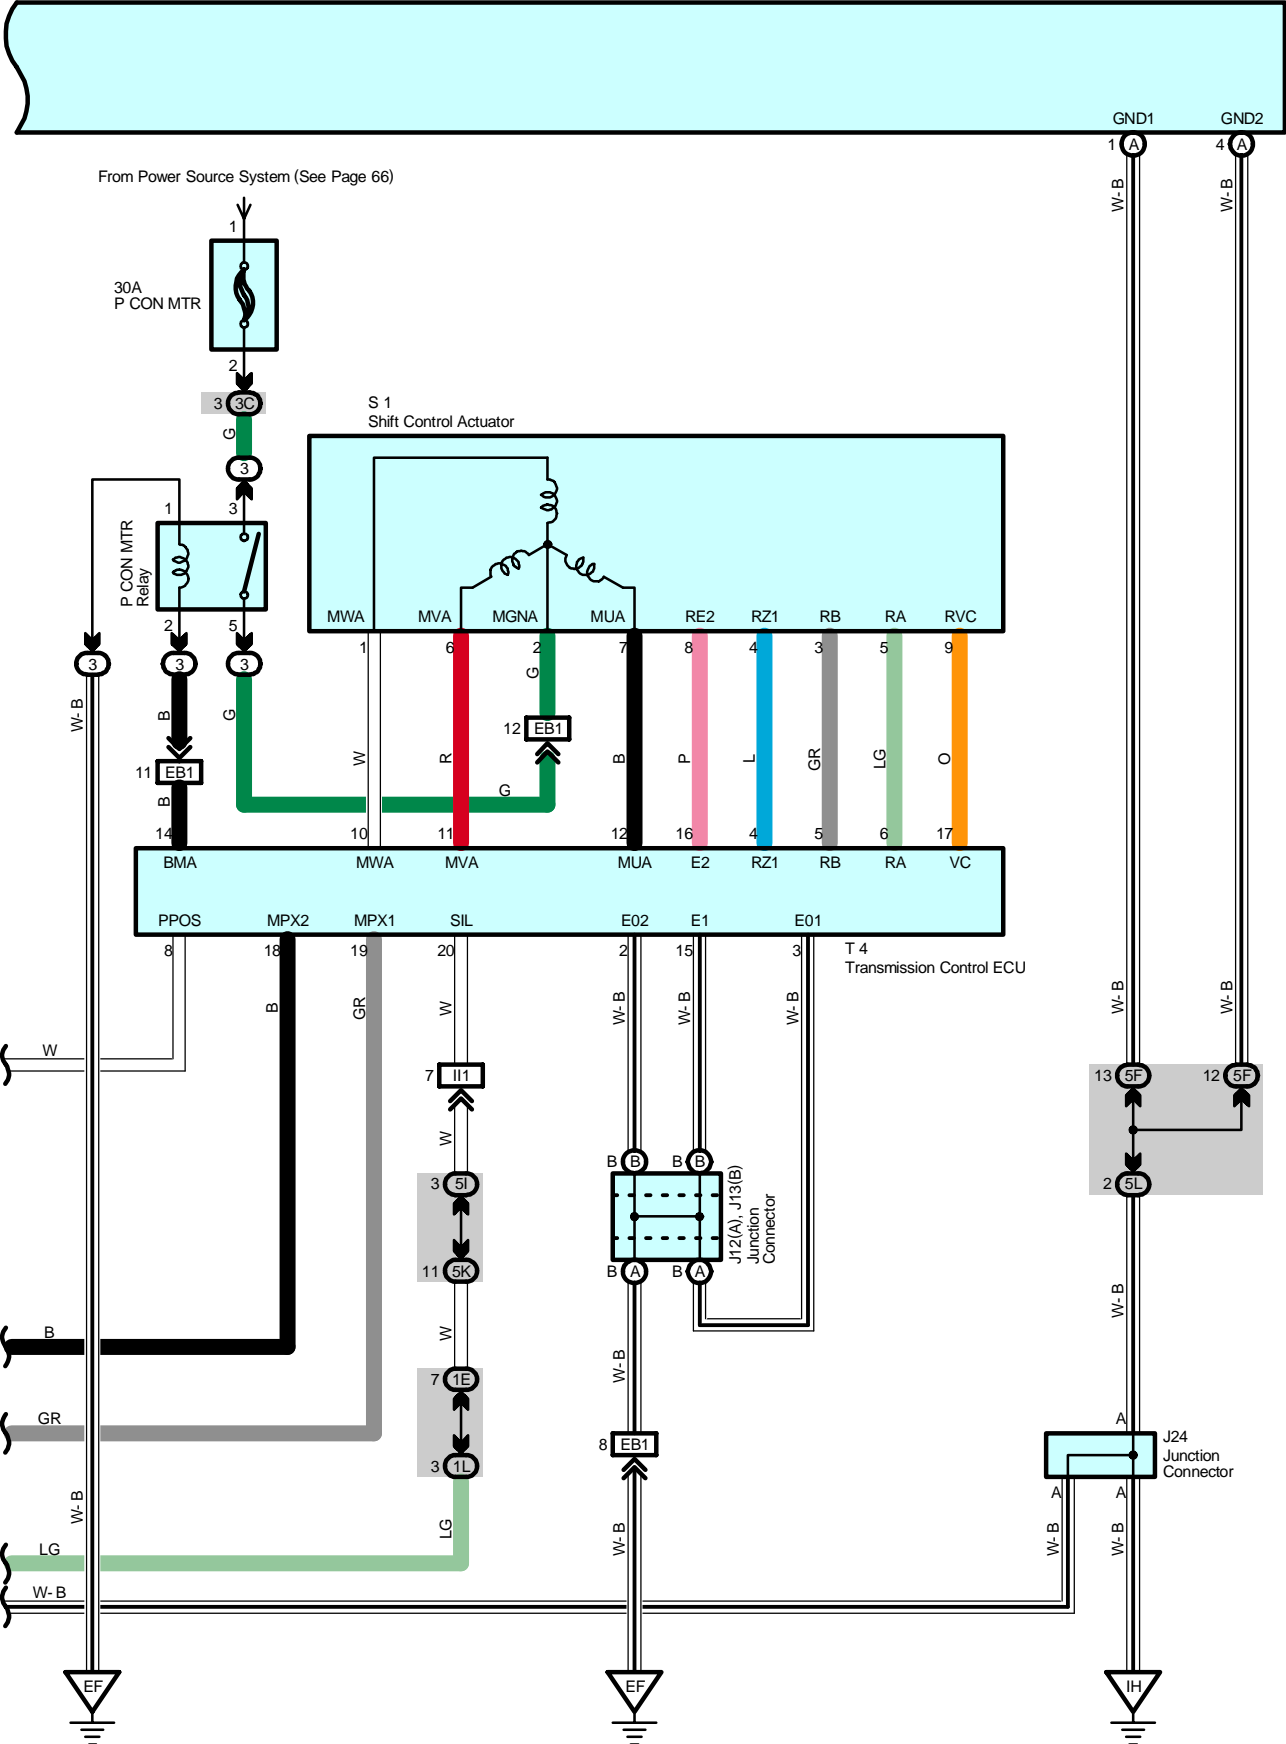 GND1 GND2
1 A 4 A
W-B W-B
From Power Source System (See Page 66)
1
30A
P CON MTR
2
3 3C
G
3
1 3
P CON MTR
Relay
2 5
3 3 3
W-B B G
11 EB1
B
S 1
Shift Control Actuator
MWA MVA MGNA MUA RE2 RZ1 RB RA RVC
1 6 2 7 8 4 3 5 9
G
12 EB1
W R B P L GR LG O
G
14 10 11 12 16 4 5 6 17
BMA MWA MVA MUA E2 RZ1 RB RA VC
PPOS MPX2 MPX1 SIL E02 E1 E01
8 18 19 20 2 15 3
T 4
Transmission Control ECU
B GR W W-B W-B W-B W-B W-B
W
7 II1
13 5F 12 5F
W
B B B B
3 5I
2 5L
J12(A), J13(B)
Junction
Connector
11 5K
B A B A
W
W-B
B
W-B
7 1E
GR
A
J24
Junction
Connector
8 EB1
3 1L
A A
W-B LG W-B W-B W-B
LG
W-B
EF EF IH